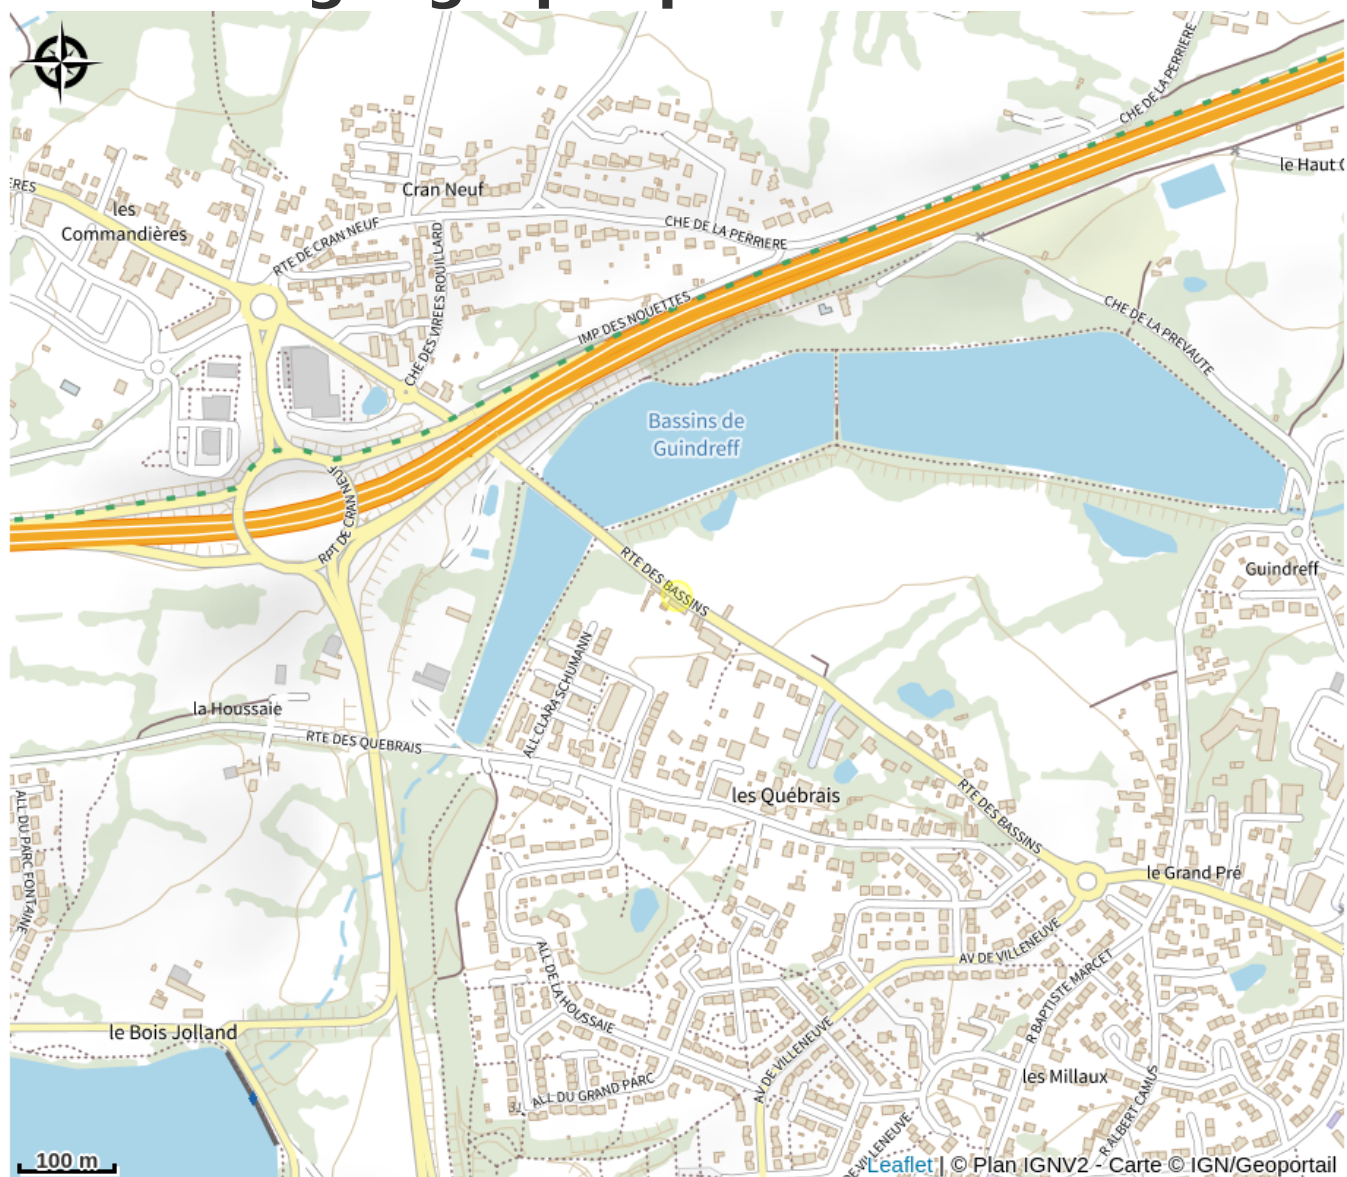 CHE DE LA PERRIERE
le Haut
ERES
les
Commandières
Cran Neuf
RTE DE CRAN NEUF
CHE DE LA PERRIERE
CHE DES VIREES ROUILLARD
IMP DES NOUETTES
CHE DE LA PREVAUTE
Bassins de
Guindreff
RPT DE CRAN NEUF
RTE DES BASSINS
Guindreff
ALL CLARA SCHUMANN
la Houssaie
RTE DES QUEBRAIS
ALL DU PARC FONTAINE
les Québrais
RTE DES BASSINS
le Grand Pré
AV DE VILLENEUVE
R BAPTISTE MARCET
ALL DE LA HOUSSAIE
le Bois Jolland
AV DE VILLENEUVE
les Millaux
ALL DU GRAND PARC
31
R ALBERT CAMUS
DE VILLENEUVE
100 m
Leaflet | © Plan IGNV2 - Carte © IGN/Geoportail